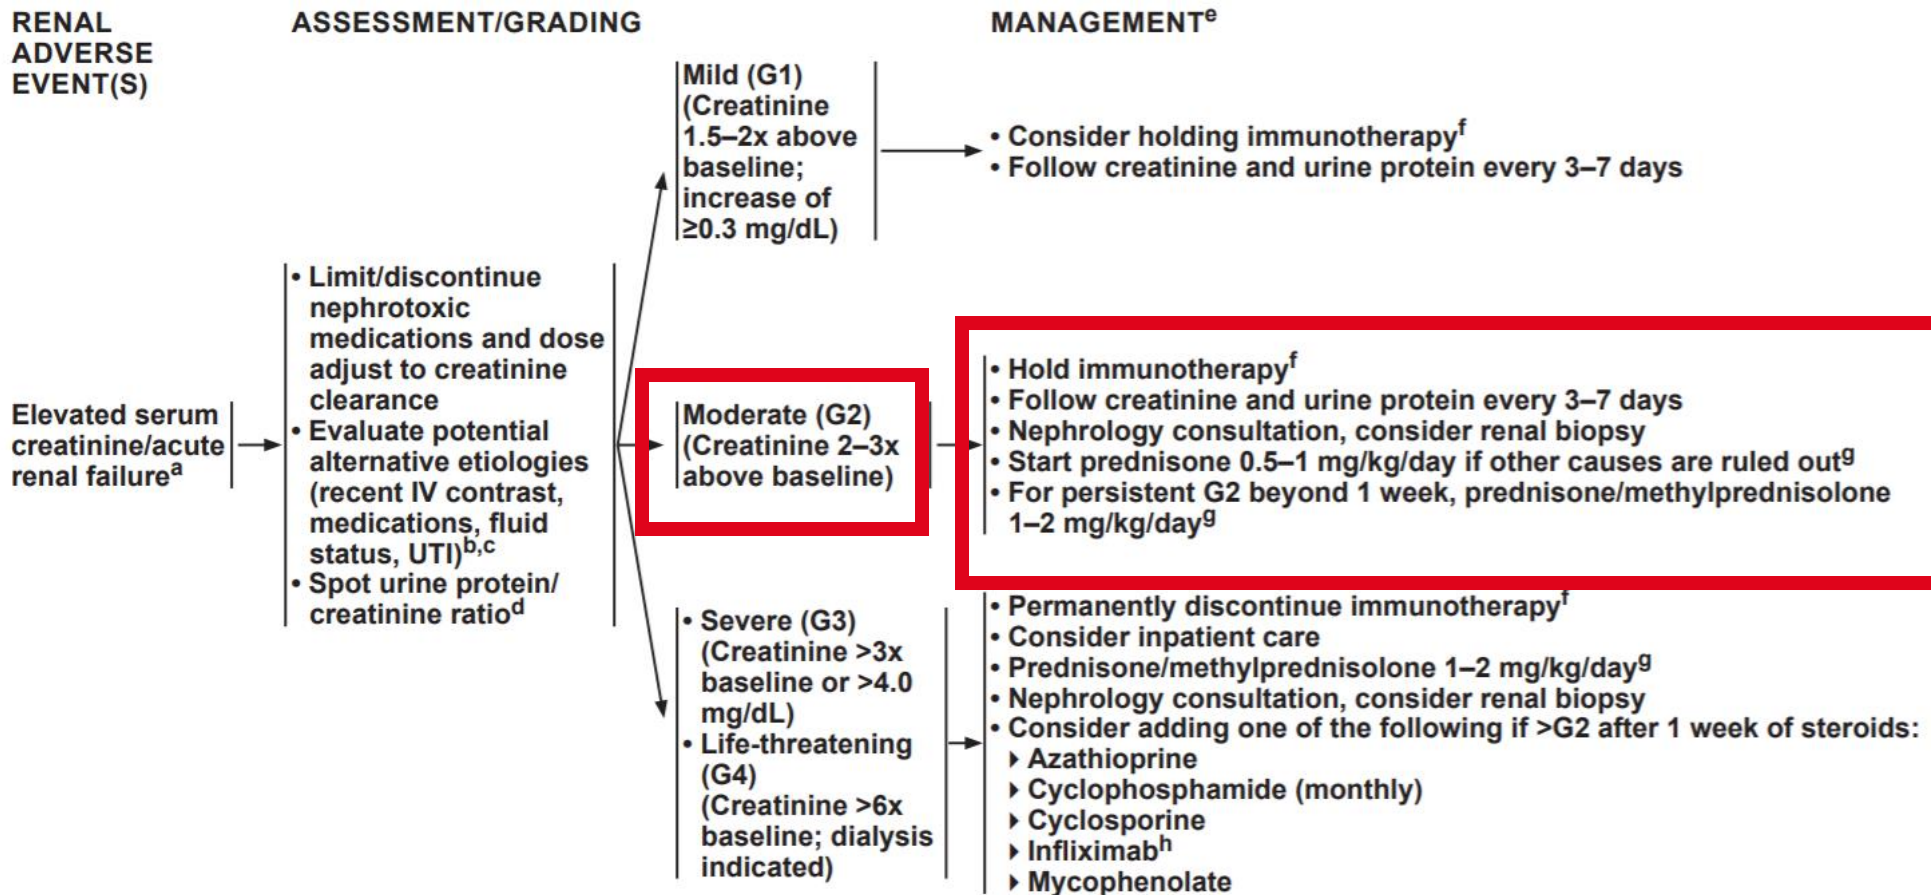 RENAL
ADVERSE
EVENT(S)
ASSESSMENT/GRADING
MANAGEMENTe
Elevated serum
creatinine/acute
renal failurea
• Limit/discontinue
nephrotoxic
medications and dose
adjust to creatinine
clearance
• Evaluate potential
alternative etiologies
(recent IV contrast,
medications, fluid
status, UTI)b,c
• Spot urine protein/
creatinine ratiod
Mild (G1)
(Creatinine
1.5–2x above
baseline;
increase of
≥0.3 mg/dL)
• Consider holding immunotherapyf
• Follow creatinine and urine protein every 3–7 days
Moderate (G2)
(Creatinine 2–3x
above baseline)
• Hold immunotherapyf
• Follow creatinine and urine protein every 3–7 days
• Nephrology consultation, consider renal biopsy
• Start prednisone 0.5–1 mg/kg/day if other causes are ruled outg
• For persistent G2 beyond 1 week, prednisone/methylprednisolone
1–2 mg/kg/dayg
• Severe (G3)
(Creatinine >3x
baseline or >4.0
mg/dL)
• Life-threatening
(G4)
(Creatinine >6x
baseline; dialysis
indicated)
• Permanently discontinue immunotherapyf
• Consider inpatient care
• Prednisone/methylprednisolone 1–2 mg/kg/dayg
• Nephrology consultation, consider renal biopsy
• Consider adding one of the following if >G2 after 1 week of steroids:
▸ Azathioprine
▸ Cyclophosphamide (monthly)
▸ Cyclosporine
▸ Infliximabh
▸ Mycophenolate